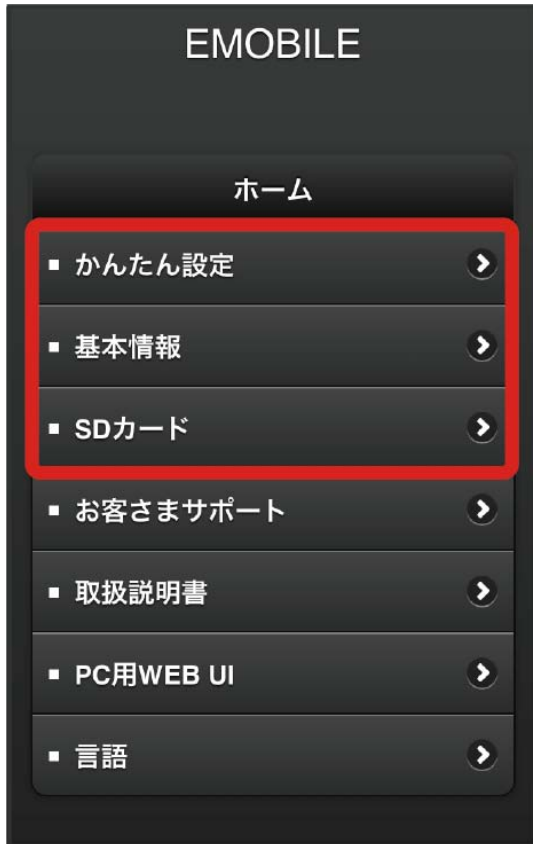 EMOBILE
ホーム
かんたん設定
基本情報
SDカード
お客さまサポート
取扱説明書
PC用WEB UI
言語